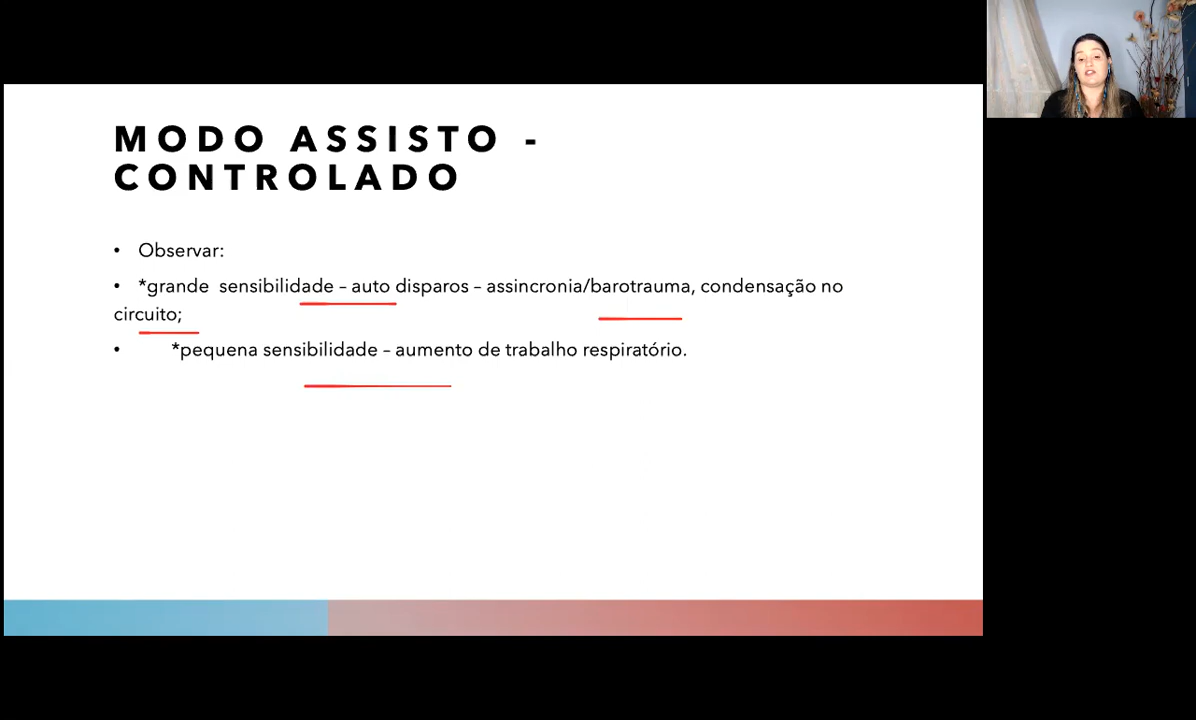 MODO ASSISTO -
CONTROLADO
• Observar:
• *grande sensibilidade – auto disparos – assincronia/barotrauma, condensação no
circuito;
• *pequena sensibilidade – aumento de trabalho respiratório.